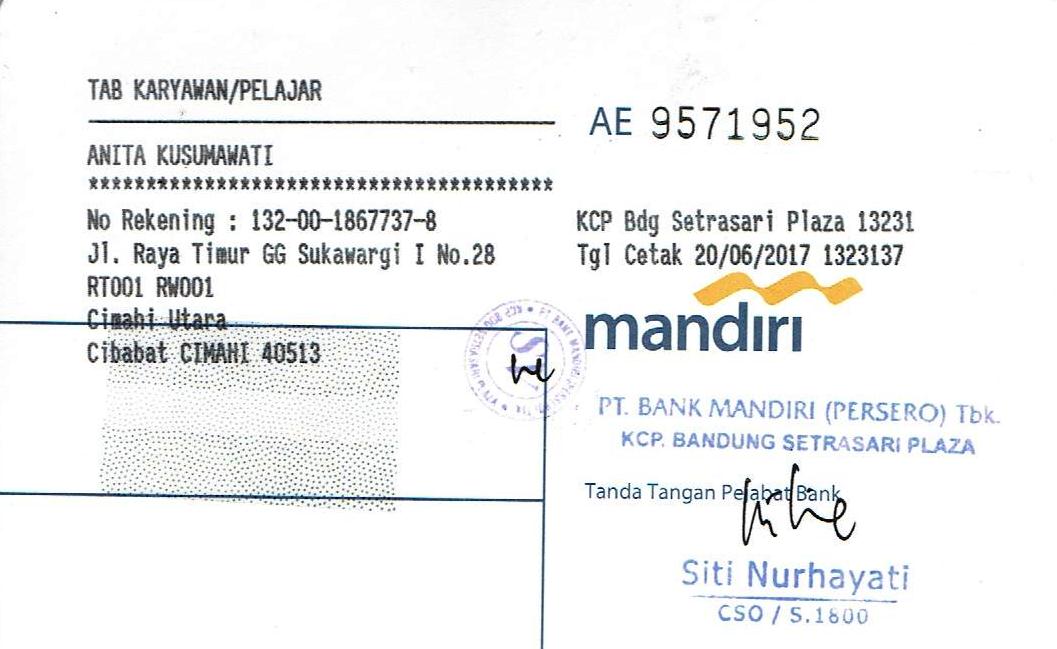 TAB KARYAWAN/PELAJAR
AE 9571952
ANITA KUSUMAWATI
****************************************
No Rekening : 132-00-1867737-8
Jl. Raya Timur GG Sukawargi I No.28
RT001 RW001
Cimahi Utara
Cibabat CIMAHI 40513
KCP Bdg Setrasari Plaza 13231
Tgl Cetak 20/06/2017 1323137
mandiri
PT. BANK MANDIRI (PERSERO) Tbk.
KCP. BANDUNG SETRASARI PLAZA
Tanda Tangan Pejabat Bank
Siti Nurhayati
CSO / S.1800